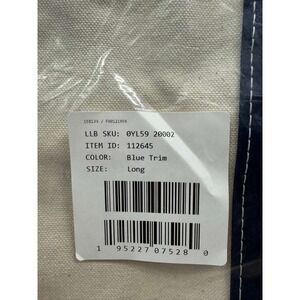 LLB SKU: 0YL59 20002
ITEM ID: 112645
COLOR: Blue Trim
SIZE: Long
1 95227 07528 0